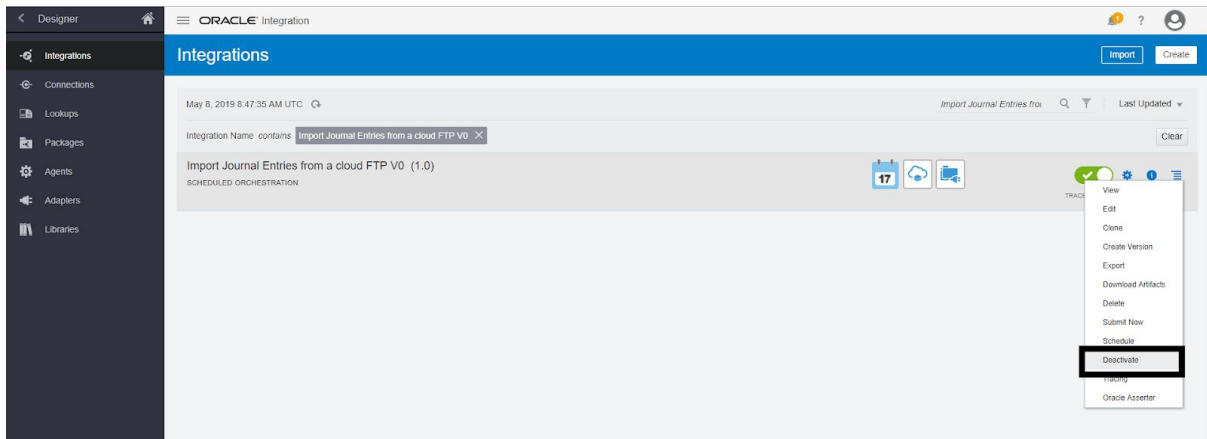 Designer
ORACLE Integration
1
?
Integrations
Integrations
Import
Create
Connections
Lookups
Packages
Agents
Adapters
Libraries
May 8, 2019 8:47:35 AM UTC
Import Journal Entries fro
Last Updated
Integration Name contains Import Journal Entries from a cloud FTP V0 X
Clear
Import Journal Entries from a cloud FTP V0 (1.0)
SCHEDULED ORCHESTRATION
17
TRACE
View
Edit
Clone
Create Version
Export
Download Artifacts
Delete
Submit Now
Schedule
Deactivate
Tracing
Oracle Asserter